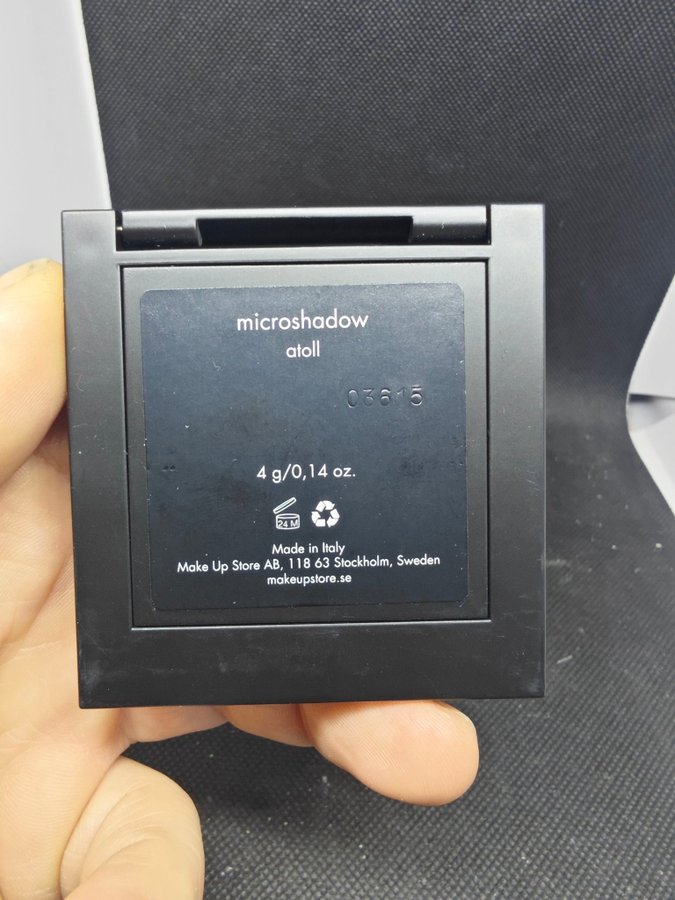 microshadow
atoll
03615
4 g/0,14 oz.
24 M
Made in Italy
Make Up Store AB, 118 63 Stockholm, Sweden
makeupstore.se